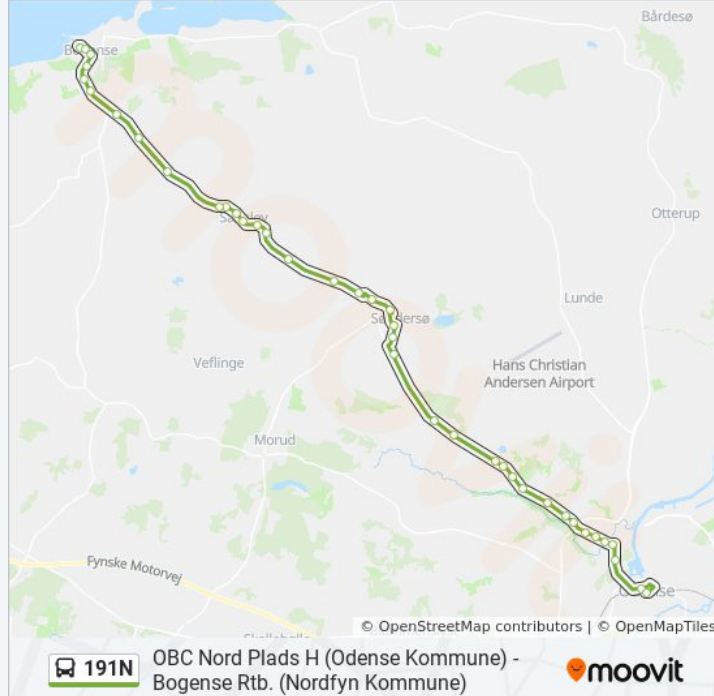 Bårdesø
Otterup
Lunde
Hans Christian
Andersen Airport
Veflinge
Morud
Fynske Motorvej
© OpenStreetMap contributors | © OpenMapTiles
191N
OBC Nord Plads H (Odense Kommune) -
Bogense Rtb. (Nordfyn Kommune)
moovit